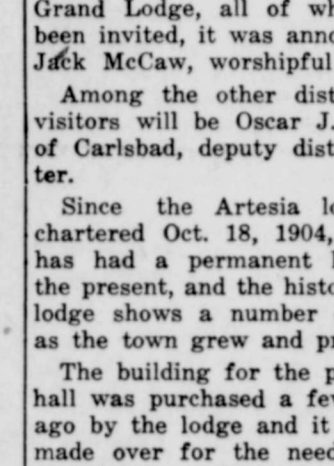 Grand Lodge, all of wh
been invited, it was anno
Jack McCaw, worshipful
Among the other dist
visitors will be Oscar J.
of Carlsbad, deputy dist
ter.
Since the Artesia l
chartered Oct. 18, 1904,
has had a permanent
the present, and the histo
lodge shows a number
as the town grew and p
The building for the p
hall was purchased a fe
ago by the lodge and it
made over for the need